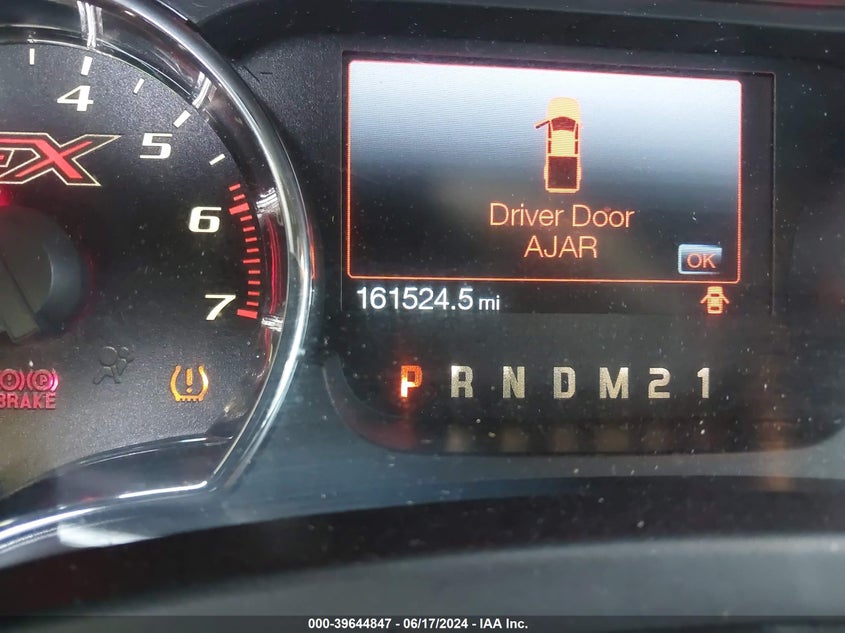 4
5
6
7
BRAKE
Driver Door
AJAR
OK
161524.5 mi
P R N D M 2 1
000-39644847 - 06/17/2024 - IAA Inc.